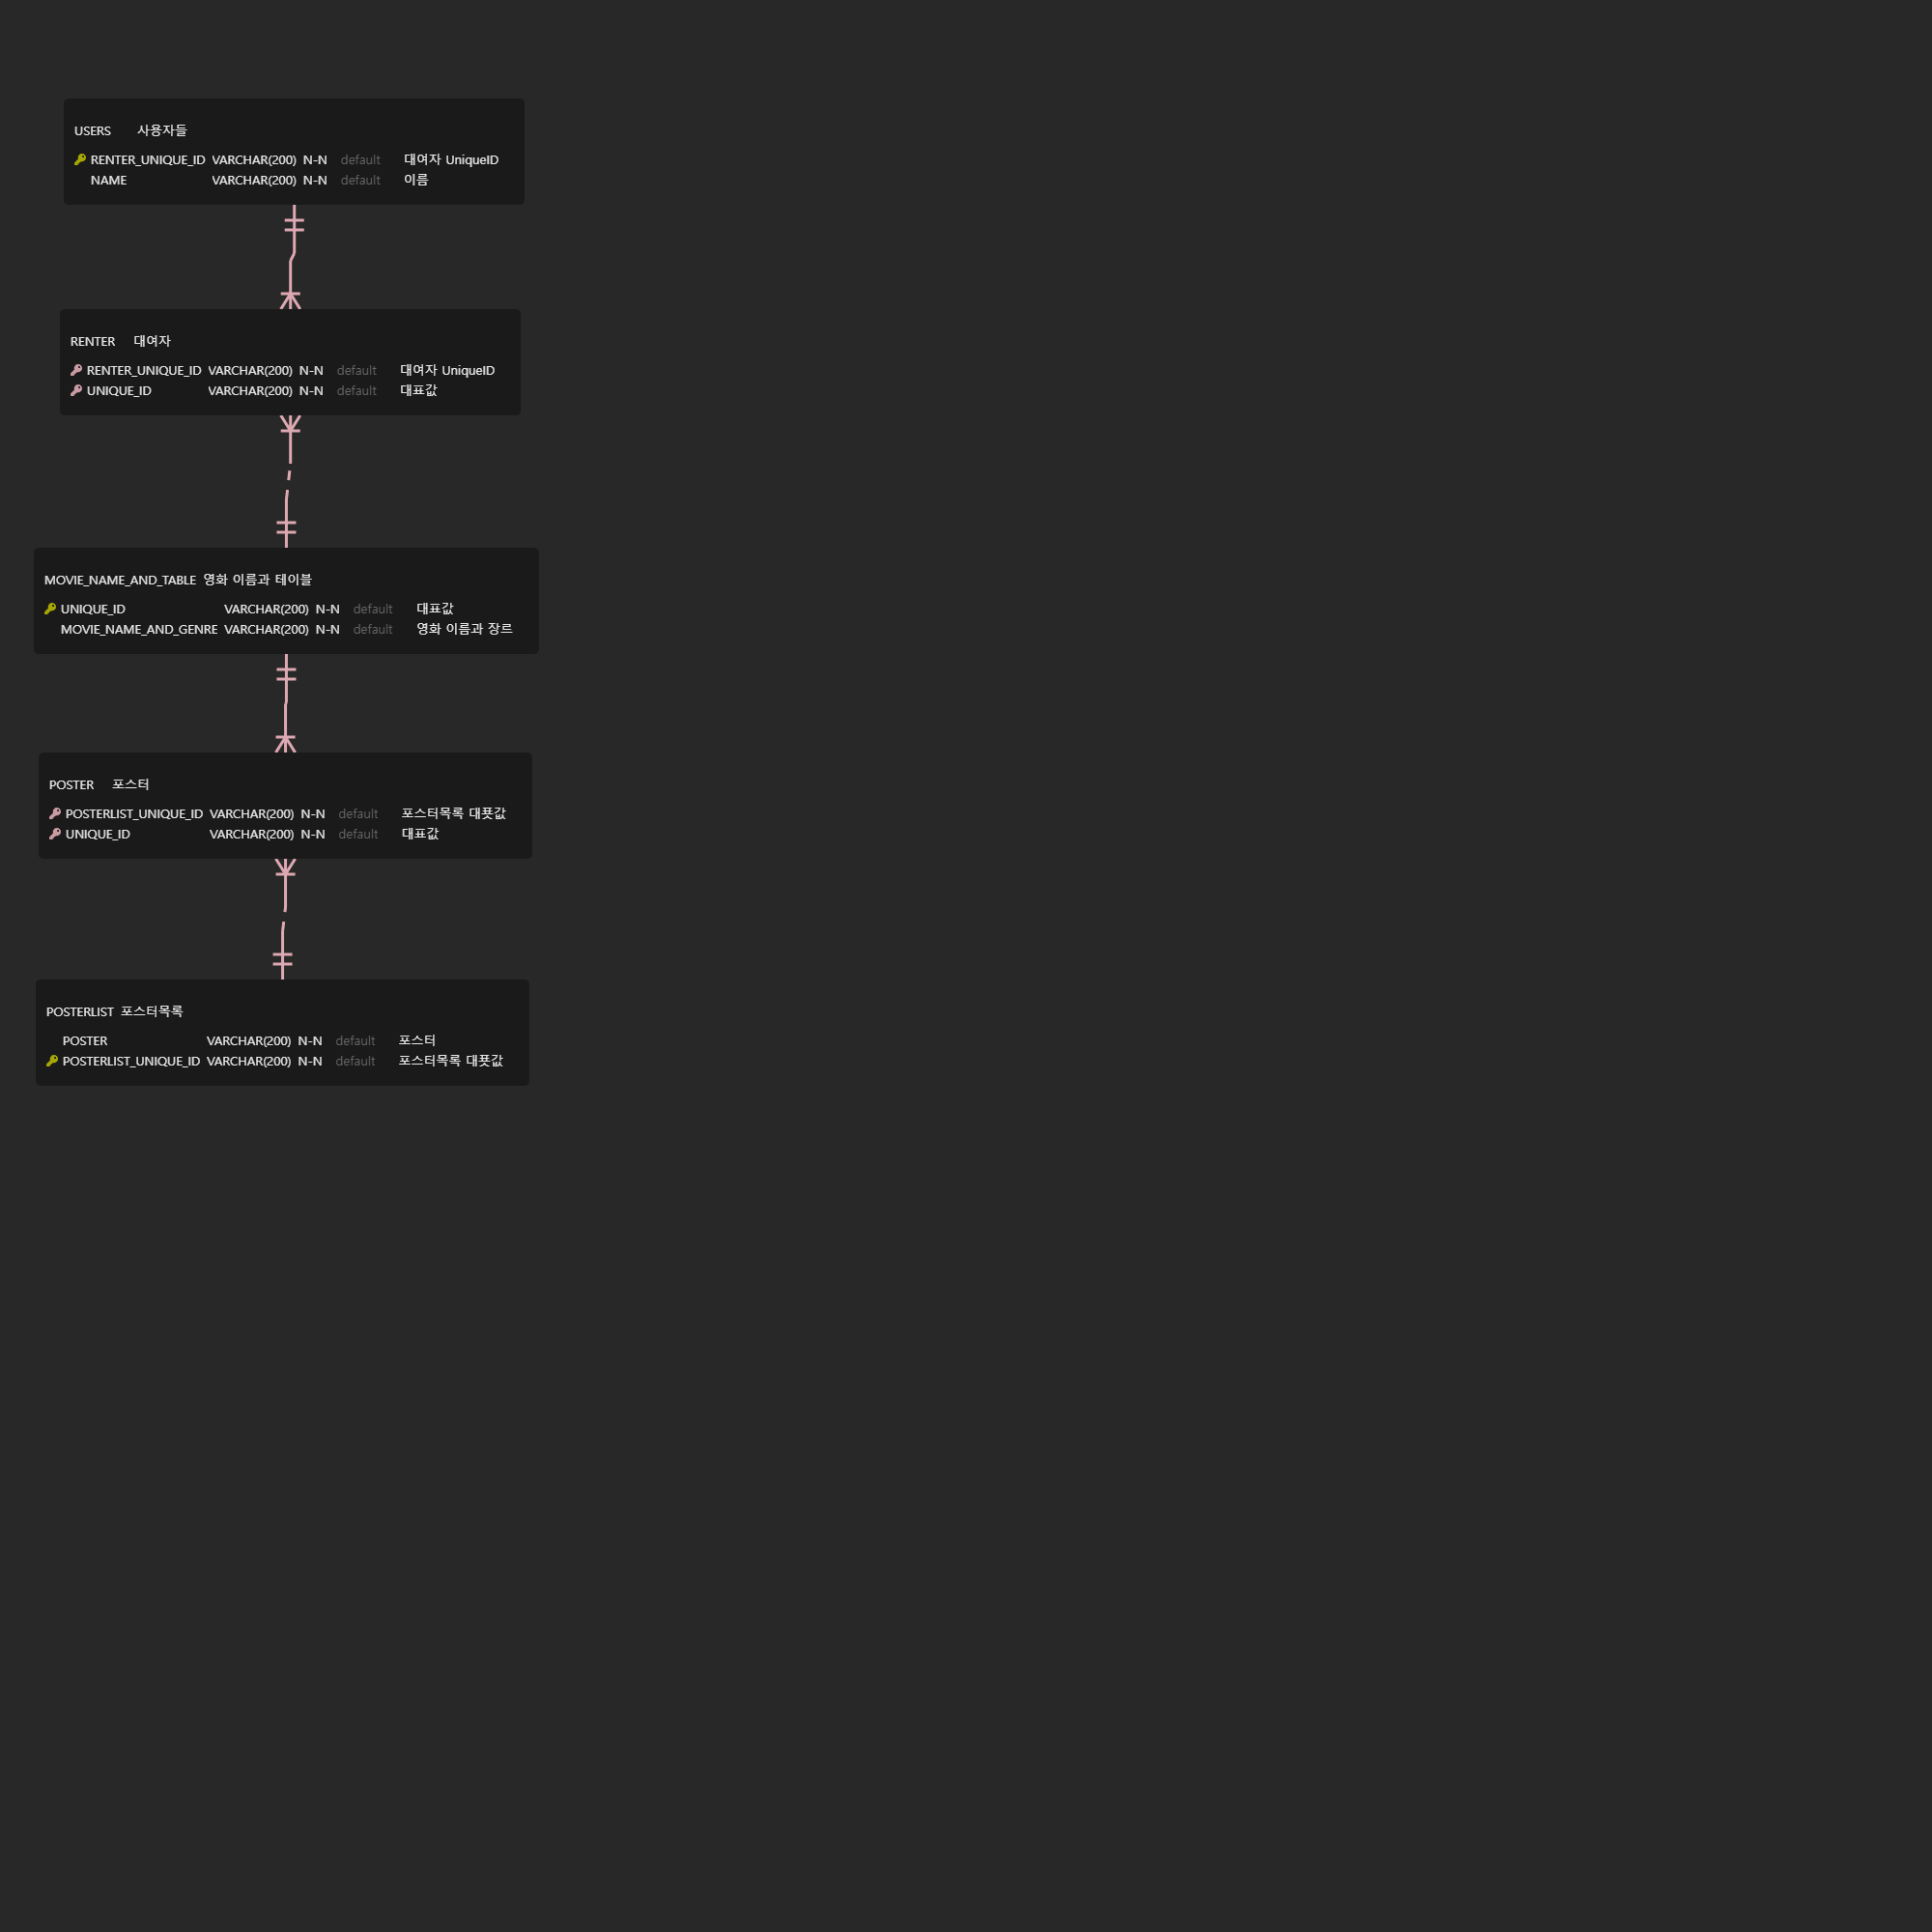 USERS 사용자들
RENTER_UNIQUE_ID VARCHAR(200) N-N default 대여자 UniqueID
NAME VARCHAR(200) N-N default 이름
RENTER 대여자
RENTER_UNIQUE_ID VARCHAR(200) N-N default 대여자 UniqueID
UNIQUE_ID VARCHAR(200) N-N default 대표값
MOVIE_NAME_AND_TABLE 영화 이름과 테이블
UNIQUE_ID VARCHAR(200) N-N default 대표값
MOVIE_NAME_AND_GENRE VARCHAR(200) N-N default 영화 이름과 장르
POSTER 포스터
POSTERLIST_UNIQUE_ID VARCHAR(200) N-N default 포스터목록 대푯값
UNIQUE_ID VARCHAR(200) N-N default 대표값
POSTERLIST 포스터목록
POSTER VARCHAR(200) N-N default 포스터
POSTERLIST_UNIQUE_ID VARCHAR(200) N-N default 포스터목록 대푯값